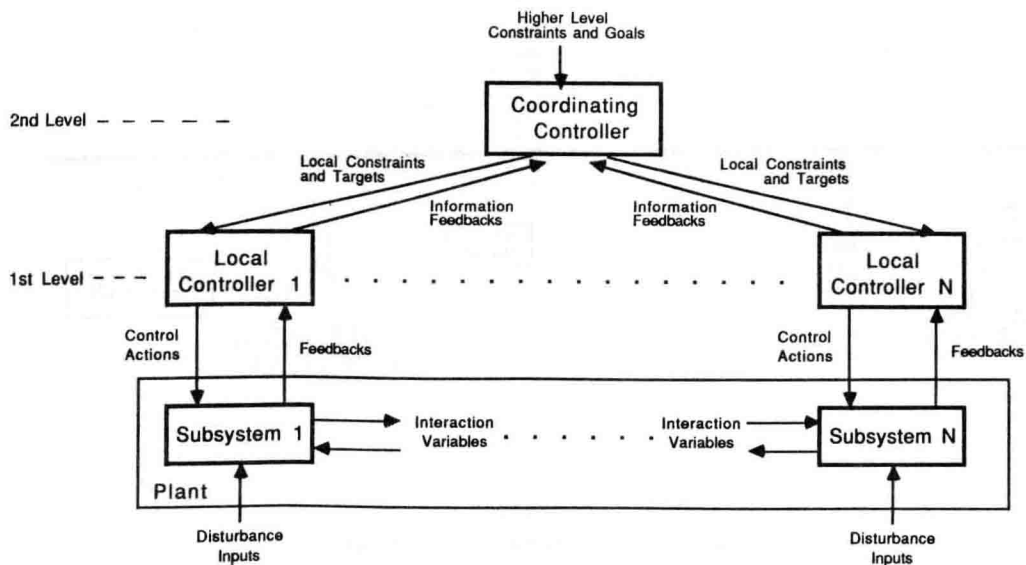 Higher Level
Constraints and Goals
Coordinating
Controller
2nd Level
Local Constraints
and Targets
Information
Feedbacks
Information
Feedbacks
Local Constraints
and Targets
1st Level
Local
Controller 1
Local
Controller N
Control
Actions
Feedbacks
Control
Actions
Feedbacks
Subsystem 1
Interaction
Variables
Interaction
Variables
Subsystem N
Plant
Disturbance
Inputs
Disturbance
Inputs